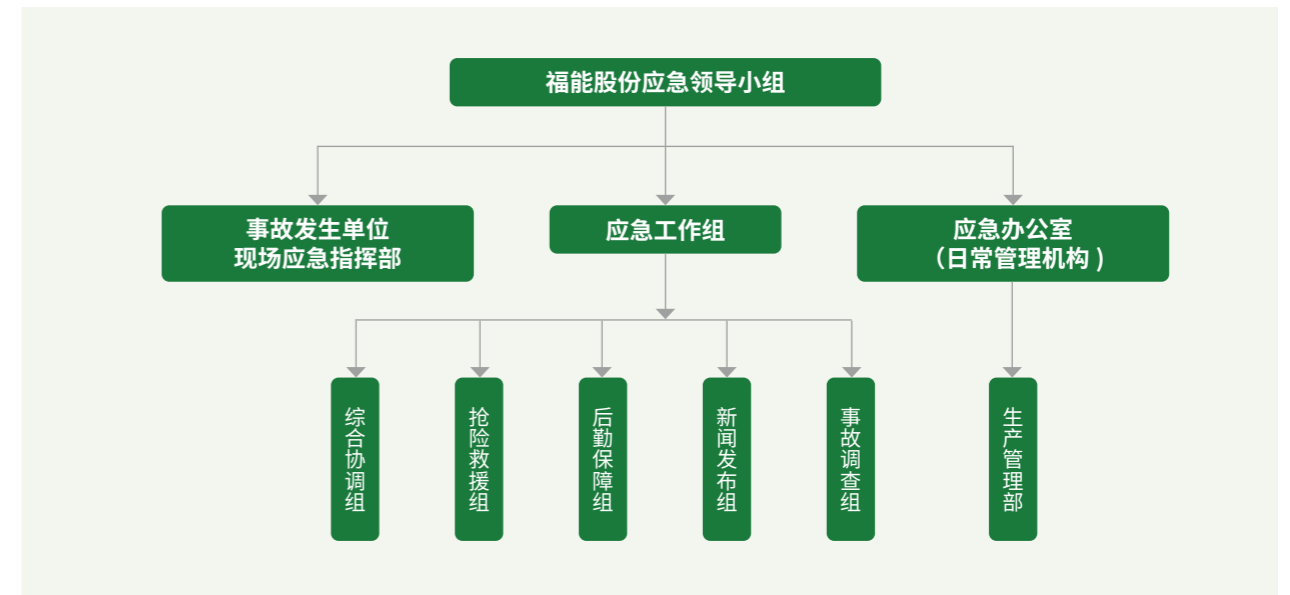 福能股份应急领导小组
事故发生单位
现场应急指挥部
应急工作组
应急办公室
（日常管理机构 )
综合协调组
抢险救援组
后勤保障组
新闻发布组
事故调查组
生产管理部